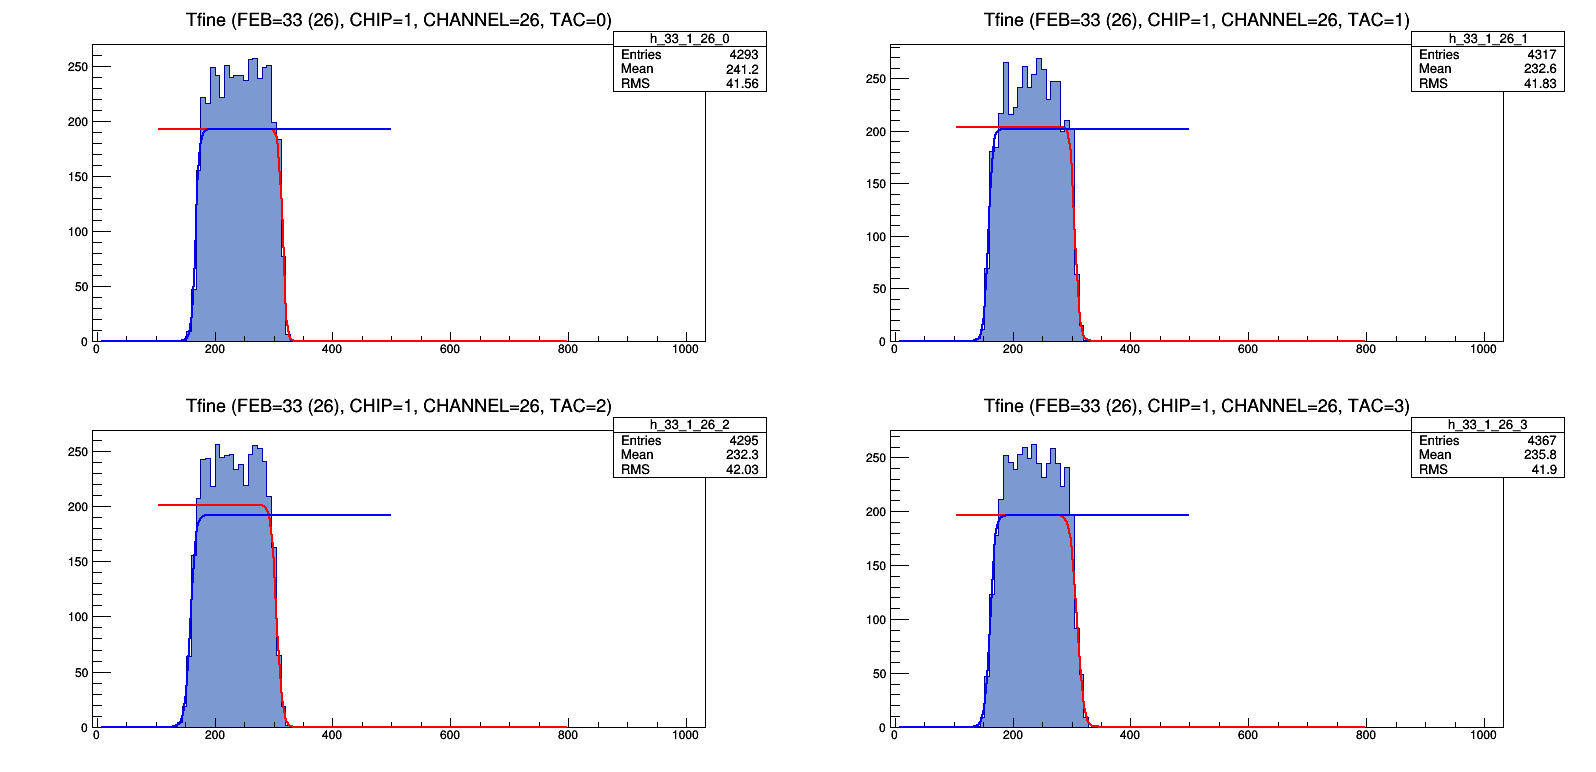 Tfine (FEB=33 (26), CHIP=1, CHANNEL=26, TAC=0)
h_33_1_26_0
Entries 4293
Mean 241.2
RMS 41.56
250
200
150
100
50
0
0 200 400 600 800 1000
Tfine (FEB=33 (26), CHIP=1, CHANNEL=26, TAC=1)
h_33_1_26_1
Entries 4317
Mean 232.6
RMS 41.83
250
200
150
100
50
0
0 200 400 600 800 1000
Tfine (FEB=33 (26), CHIP=1, CHANNEL=26, TAC=2)
h_33_1_26_2
Entries 4295
Mean 232.3
RMS 42.03
250
200
150
100
50
0
0 200 400 600 800 1000
Tfine (FEB=33 (26), CHIP=1, CHANNEL=26, TAC=3)
h_33_1_26_3
Entries 4367
Mean 235.8
RMS 41.9
250
200
150
100
50
0
0 200 400 600 800 1000